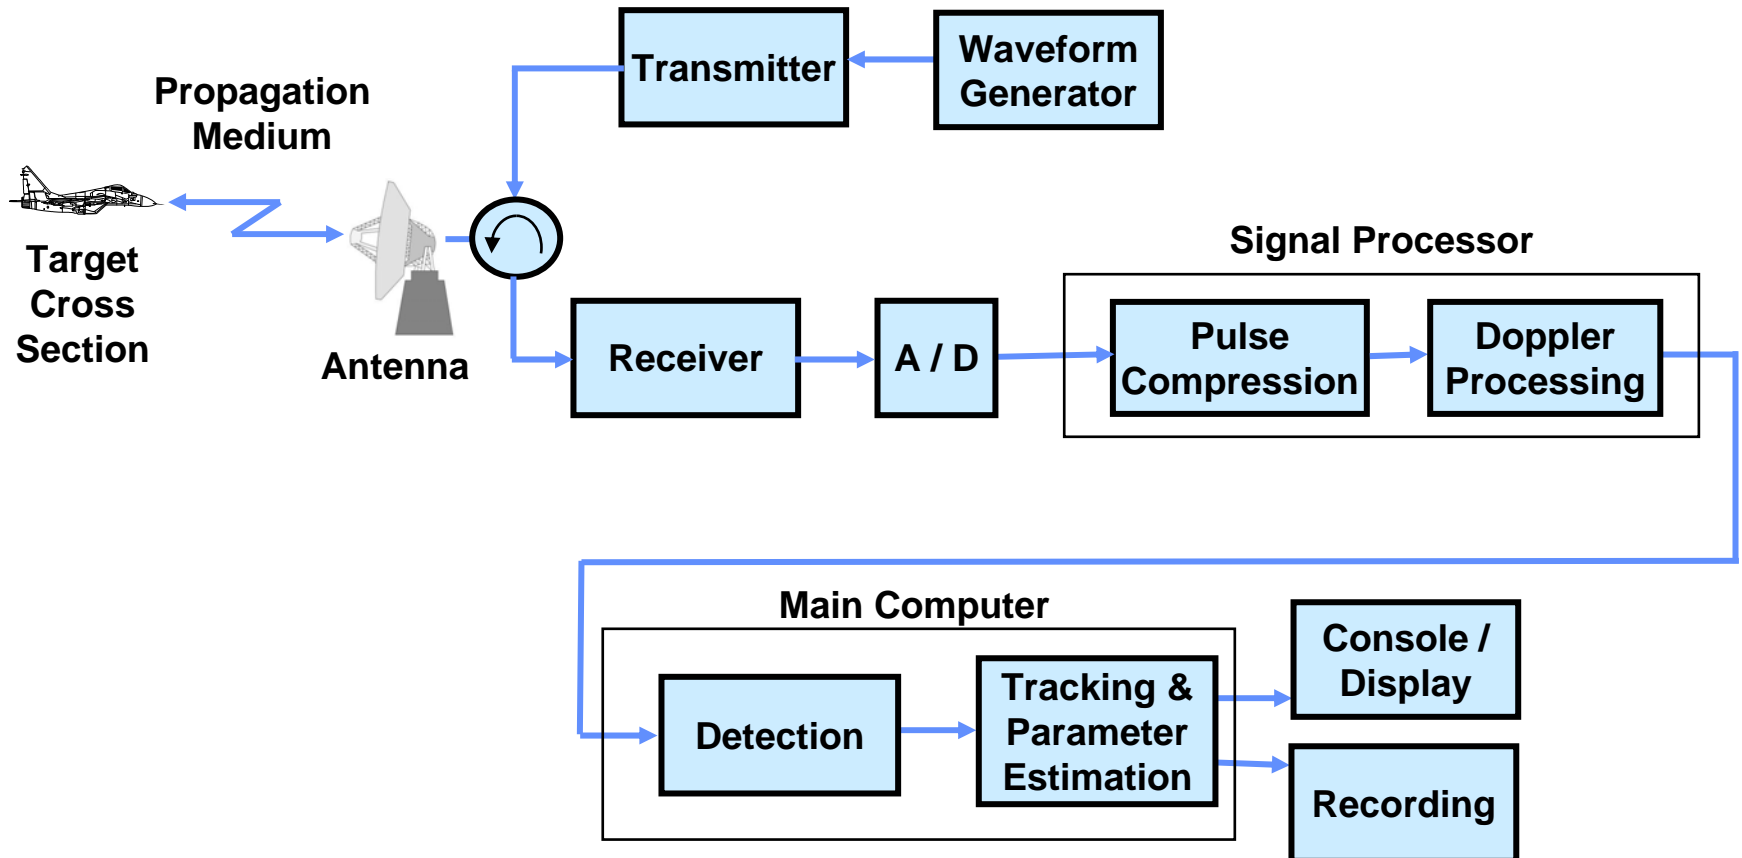 Transmitter
Waveform
Generator
Propagation
Medium
Target
Cross
Section
Antenna
Signal Processor
Receiver
A / D
Pulse
Compression
Doppler
Processing
Main Computer
Detection
Tracking &
Parameter
Estimation
Console /
Display
Recording